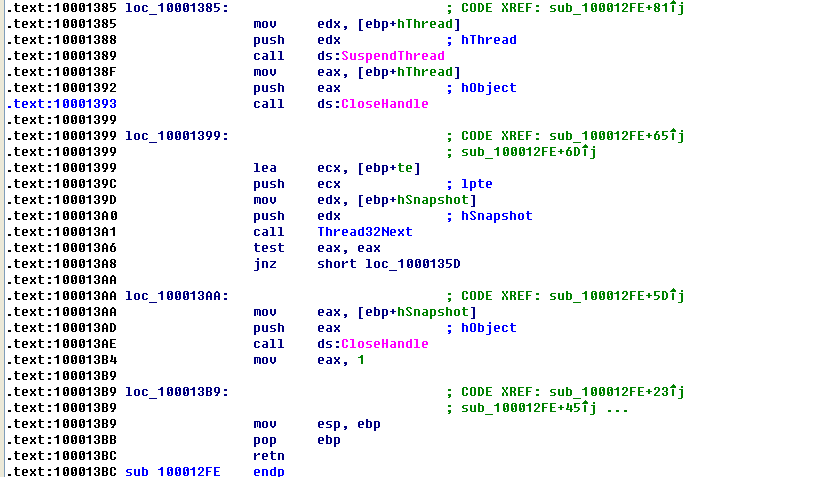 .text:10001385 loc_10001385: ; CODE XREF: sub_100012FE+81↑j
.text:10001385 mov edx, [ebp+hThread]
.text:10001388 push edx ; hThread
.text:10001389 call ds:SuspendThread
.text:1000138F mov eax, [ebp+hThread]
.text:10001392 push eax ; hObject
.text:10001393 call ds:CloseHandle
.text:10001399
.text:10001399 loc_10001399: ; CODE XREF: sub_100012FE+65↑j
.text:10001399 ; sub_100012FE+6D↑j
.text:10001399 lea ecx, [ebp+te]
.text:1000139C push ecx ; lpte
.text:1000139D mov edx, [ebp+hSnapshot]
.text:100013A0 push edx ; hSnapshot
.text:100013A1 call Thread32Next
.text:100013A6 test eax, eax
.text:100013A8 jnz short loc_1000135D
.text:100013AA
.text:100013AA loc_100013AA: ; CODE XREF: sub_100012FE+5D↑j
.text:100013AA mov eax, [ebp+hSnapshot]
.text:100013AD push eax ; hObject
.text:100013AE call ds:CloseHandle
.text:100013B4 mov eax, 1
.text:100013B9
.text:100013B9 loc_100013B9: ; CODE XREF: sub_100012FE+23↑j
.text:100013B9 ; sub_100012FE+45↑j ...
.text:100013B9 mov esp, ebp
.text:100013BB pop ebp
.text:100013BC retn
.text:100013BC sub_100012FE endp